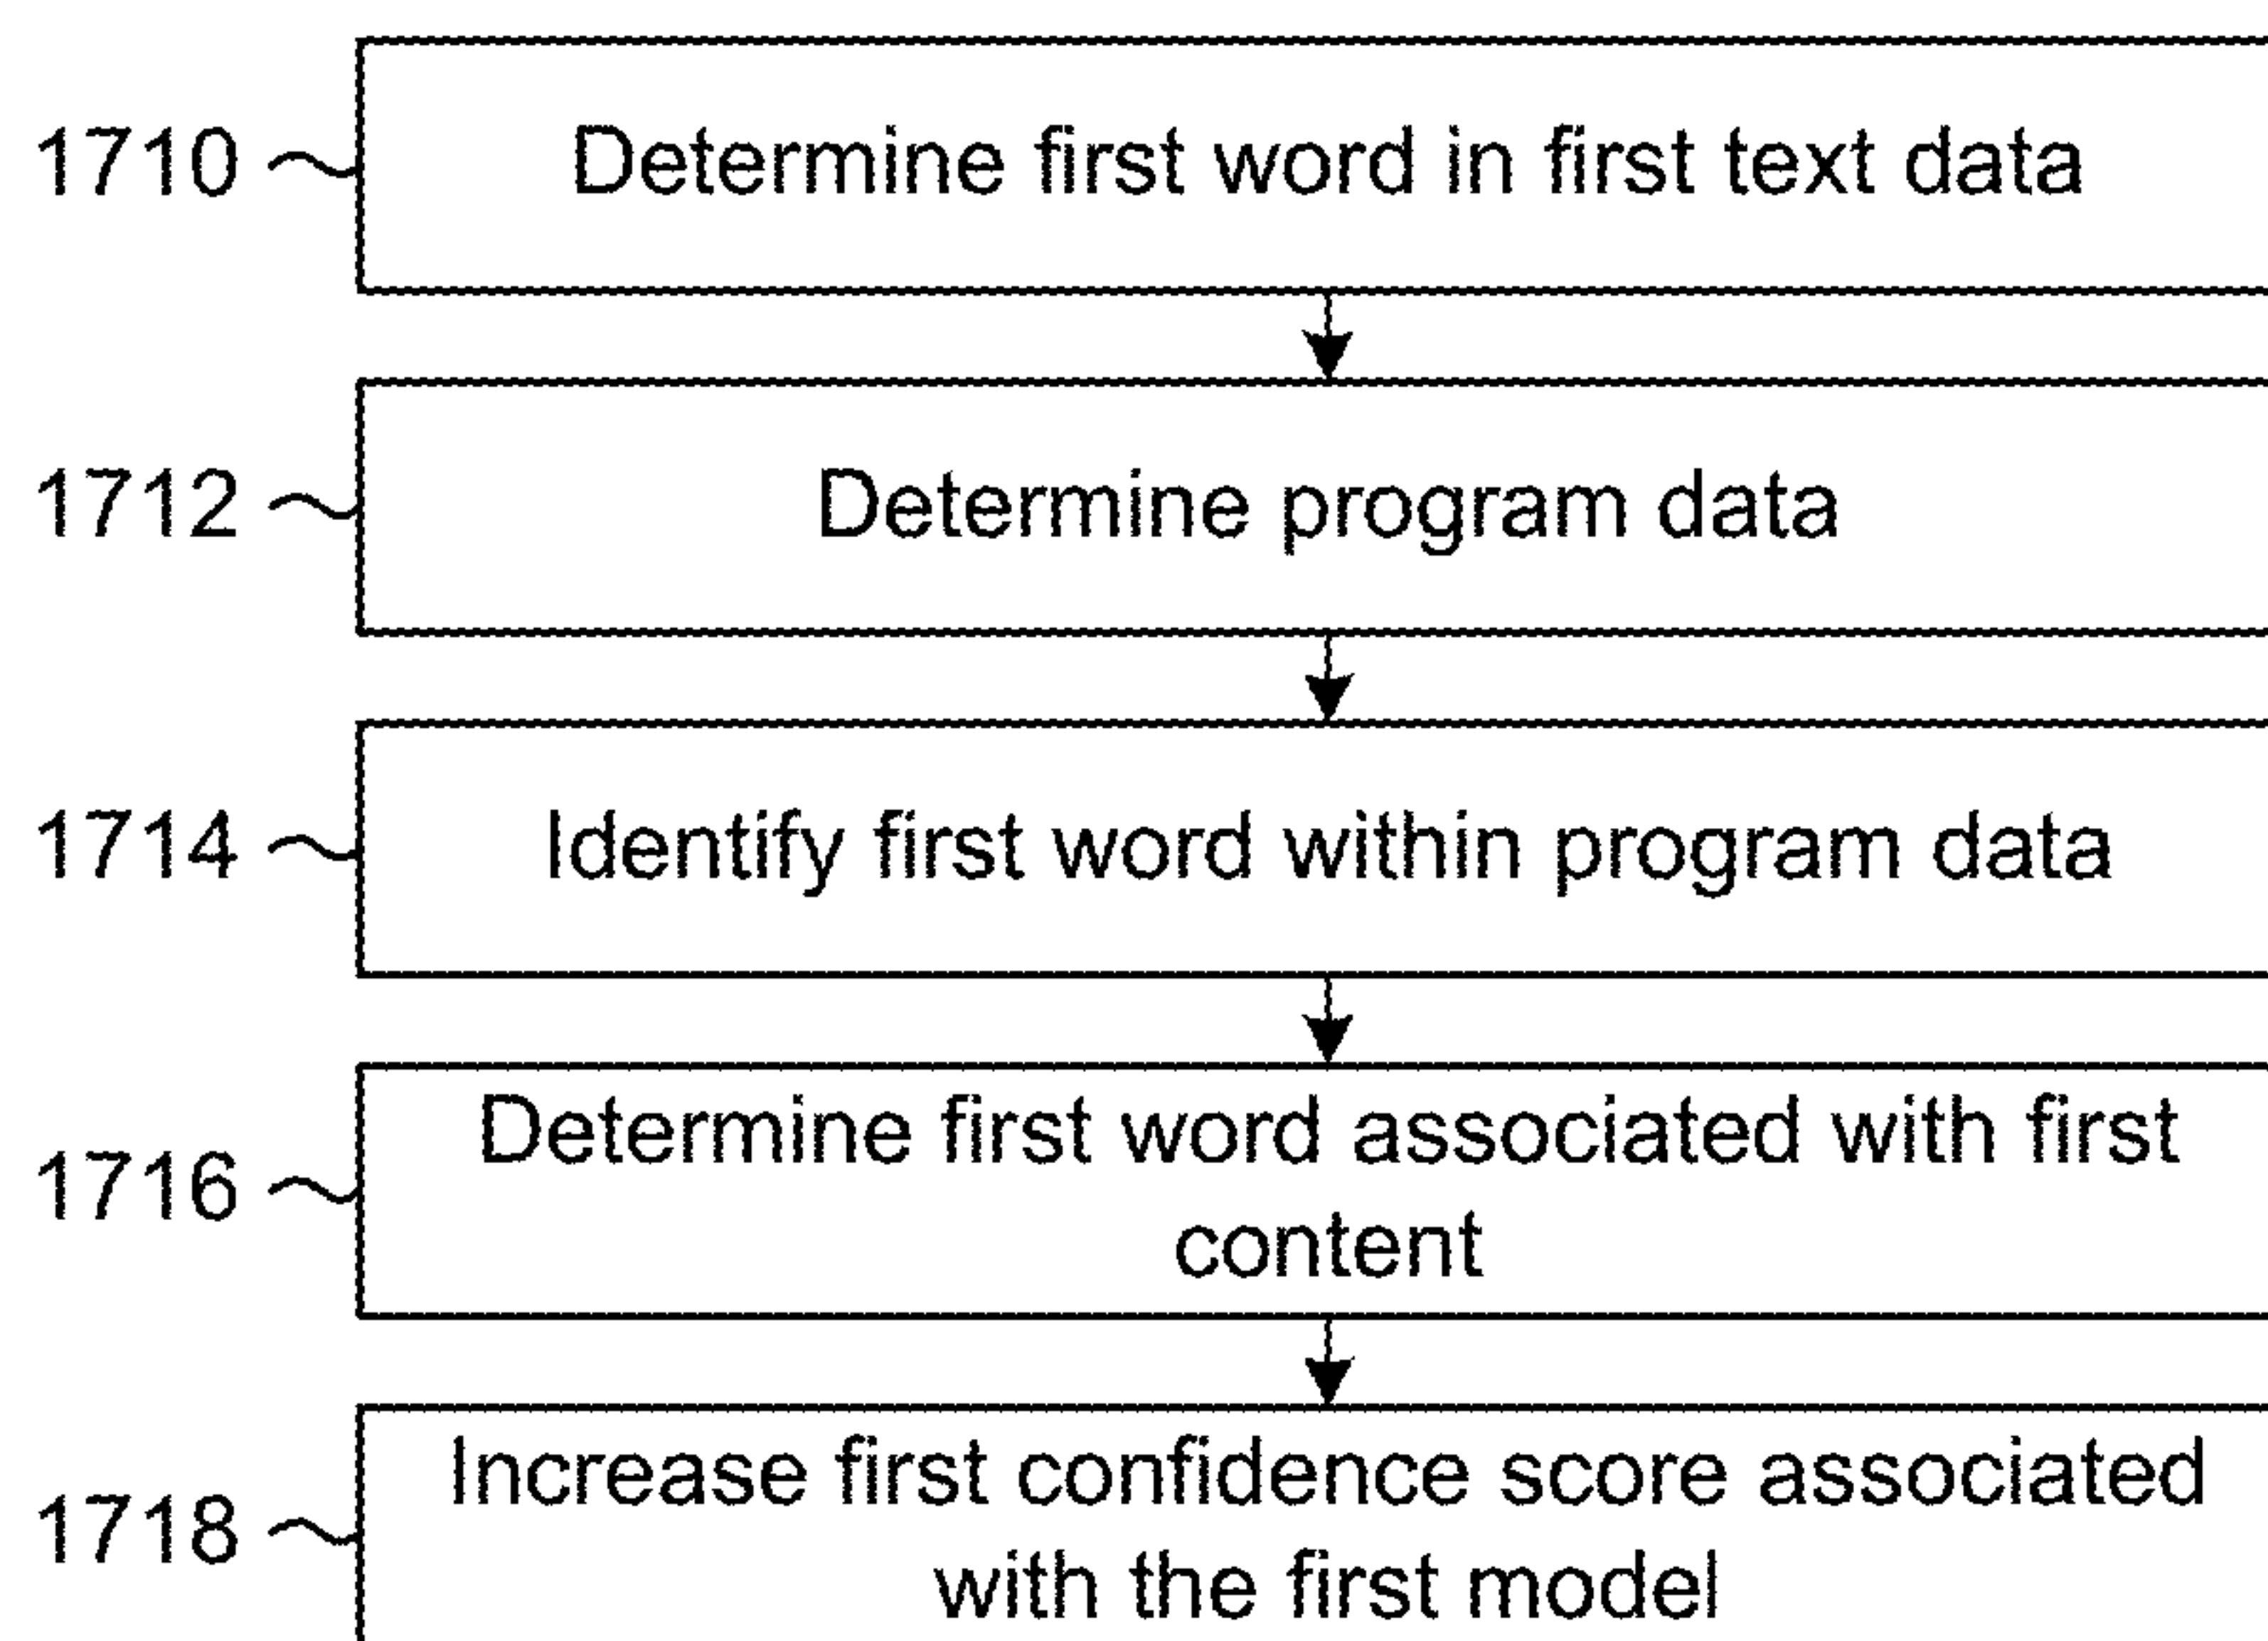 1710 Determine first word in first text data
1712 Determine program data
1714 Identify first word within program data
1716 Determine first word associated with first
content
1718 Increase first confidence score associated
with the first model